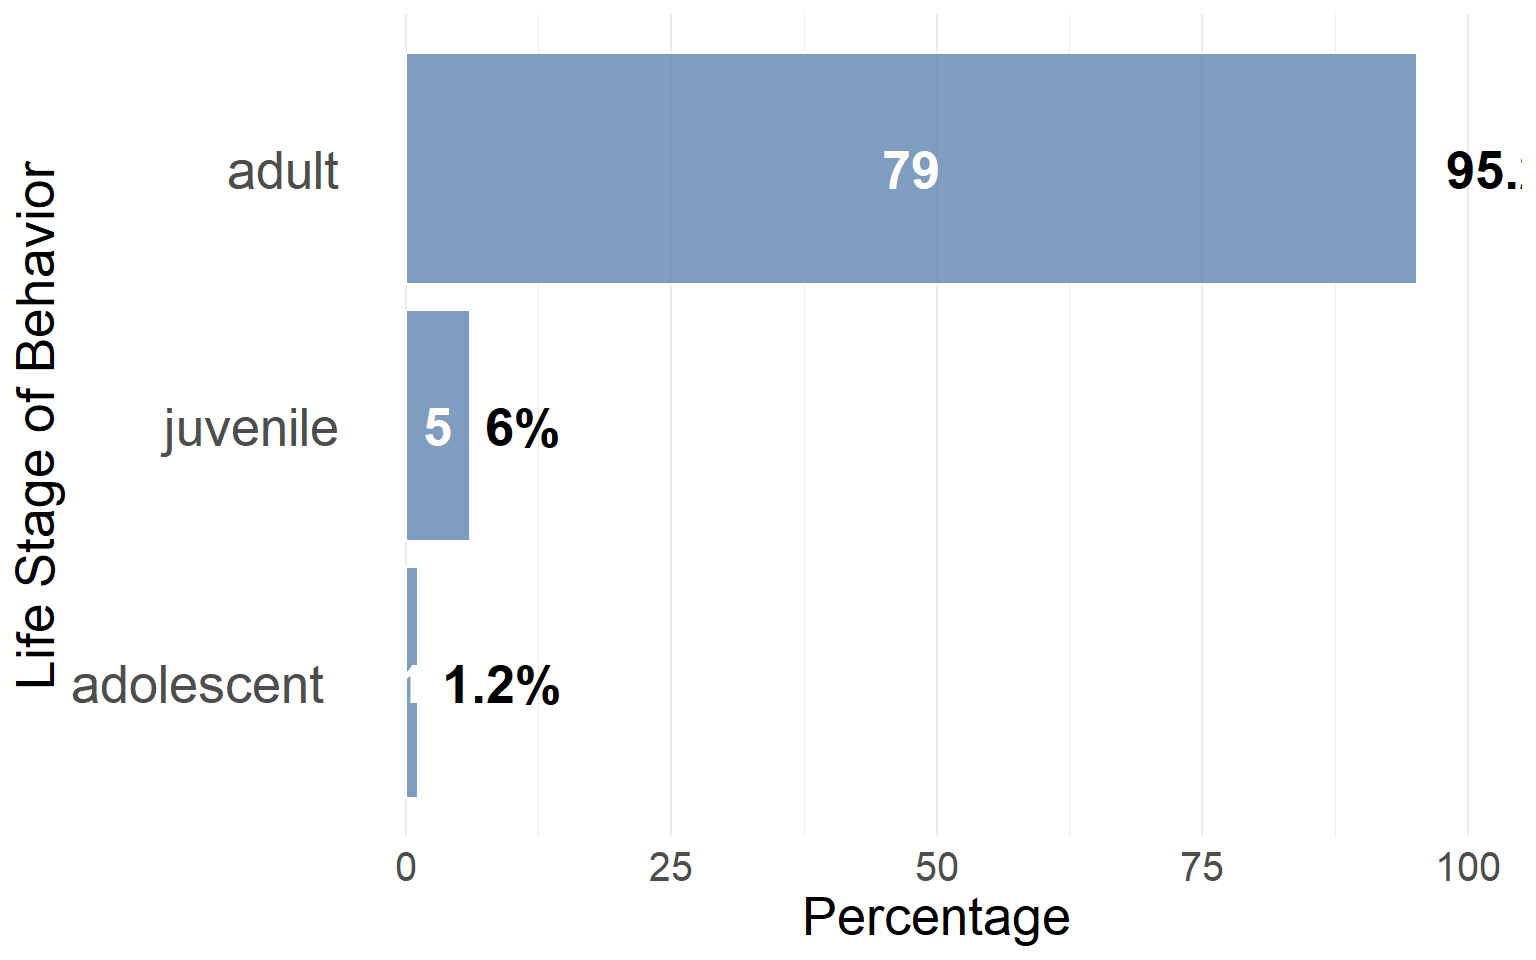 Life Stage of Behavior
adult
79
95.
juvenile
5
6%
adolescent
1
1.2%
0
25
50
75
100
Percentage